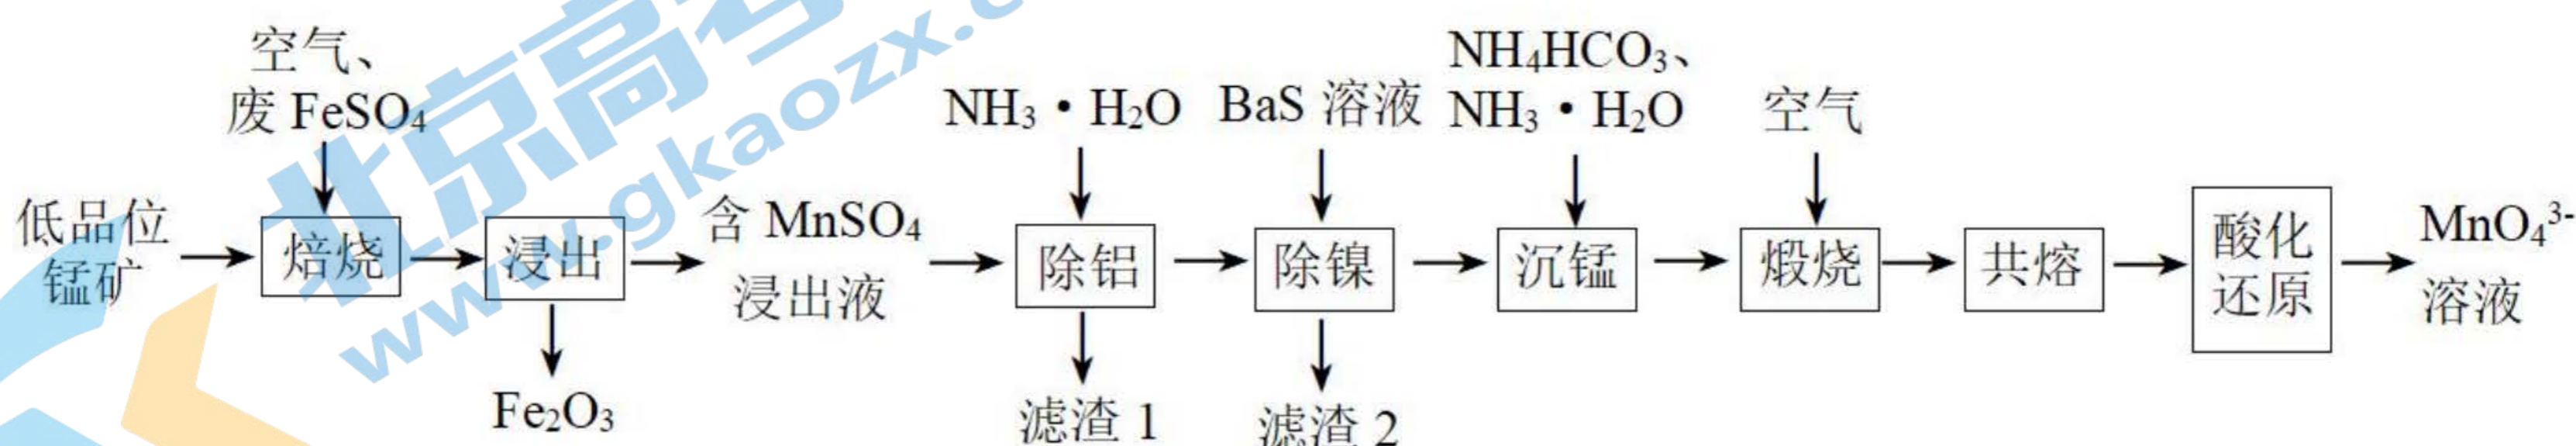 空气、
废 FeSO₄
NH₃・H₂O
BaS 溶液
NH₄HCO₃、
NH₃・H₂O
空气
低品位
锰矿
焙烧
浸出
含 MnSO₄
浸出液
除铝
除镍
沉锰
煅烧
共熔
酸化
还原
MnO₄³⁻
溶液
Fe₂O₃
滤渣 1
滤渣 2
北京高考
www.gkaozx.c